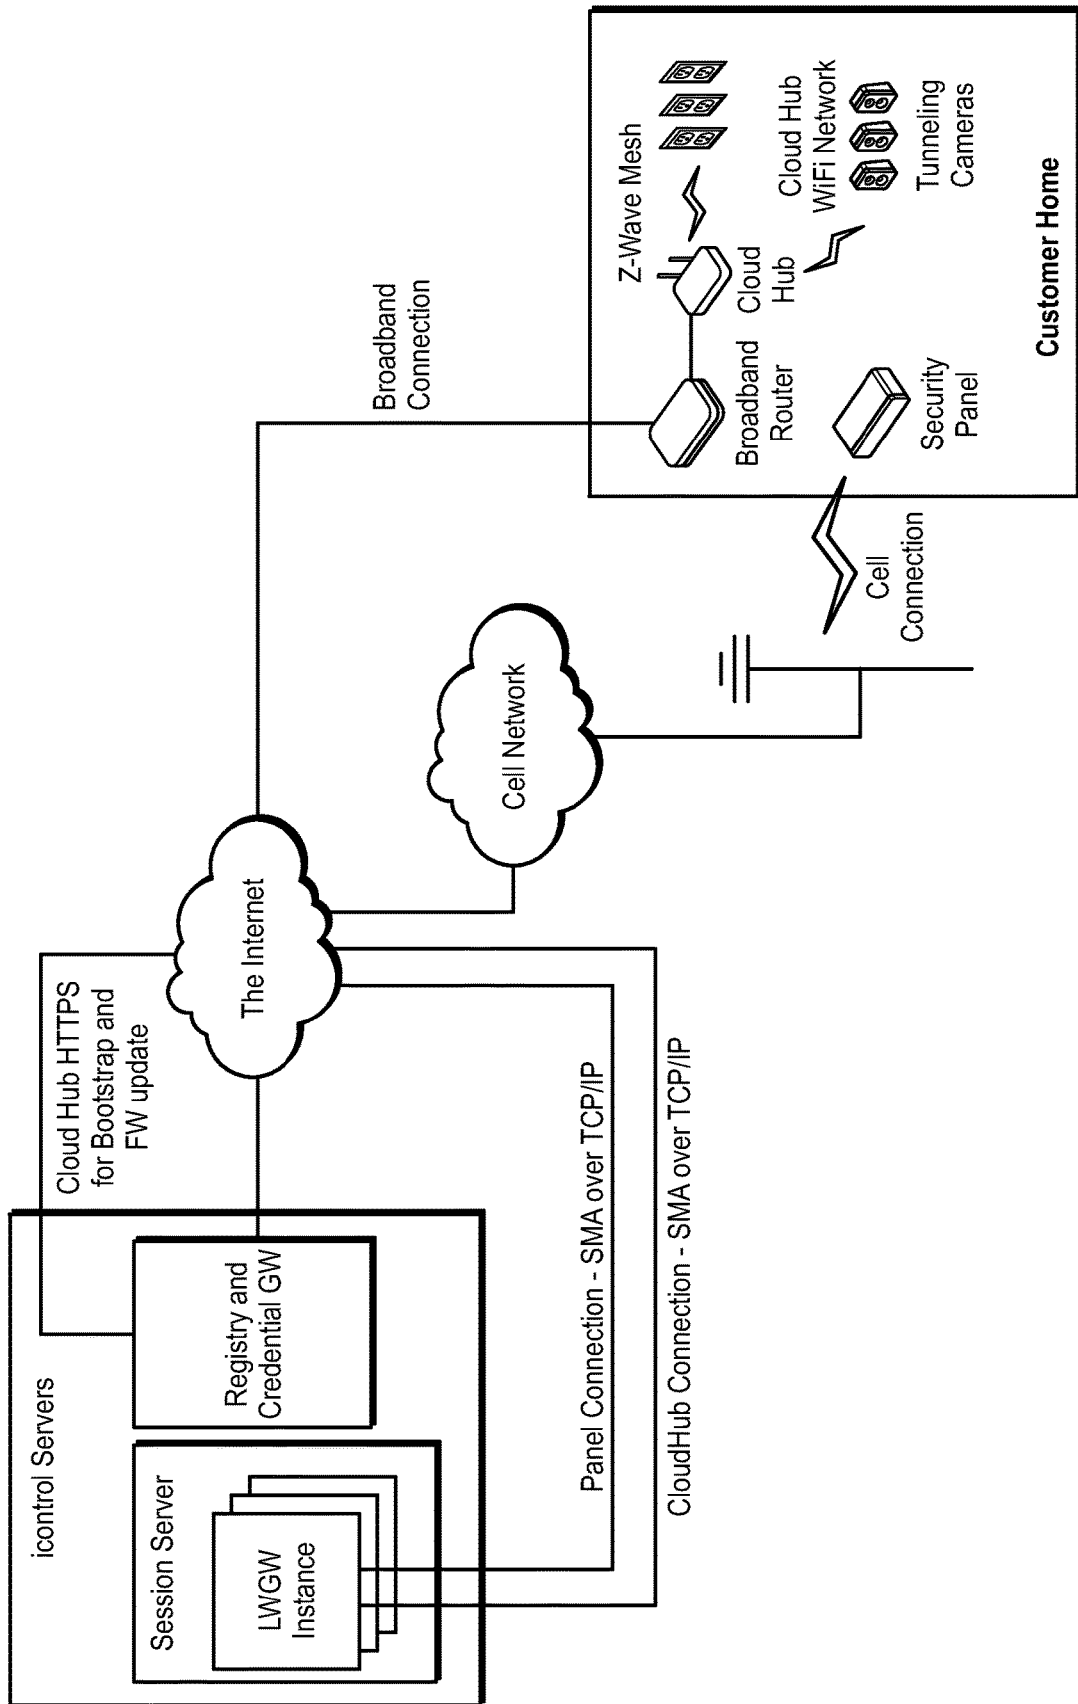 icontrol Servers
Session Server
LWGW
Instance
Registry and
Credential GW
Cloud Hub HTTPS
for Bootstrap and
FW update
The Internet
Panel Connection - SMA over TCP/IP
CloudHub Connection - SMA over TCP/IP
Cell Network
Broadband
Connection
Cell
Connection
Broadband
Router
Security
Panel
Cloud
Hub
Z-Wave Mesh
Cloud Hub
WiFi Network
Tunneling
Cameras
Customer Home